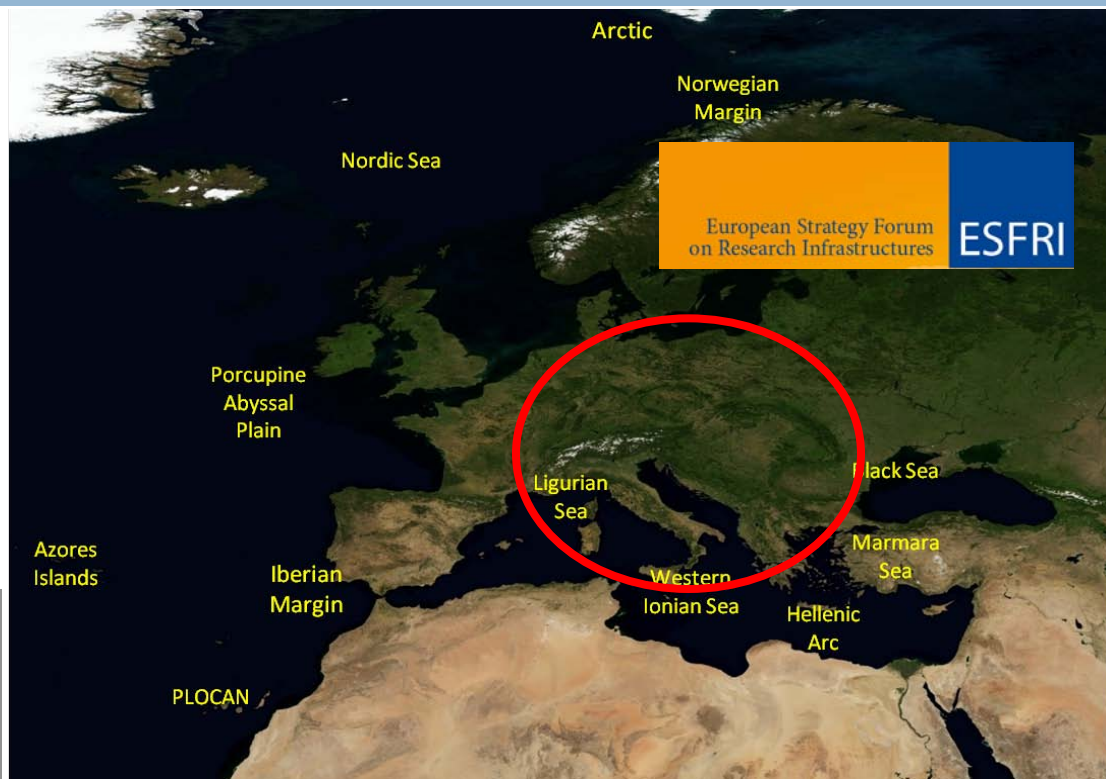 Arctic
Norwegian
Margin
Nordic Sea
European Strategy Forum
on Research Infrastructures
ESFRI
Porcupine
Abyssal
Plain
Ligurian
Sea
Black Sea
Azores
Islands
Iberian
Margin
Marmara
Sea
Western
Ionian Sea
Hellenic
Arc
PLOCAN